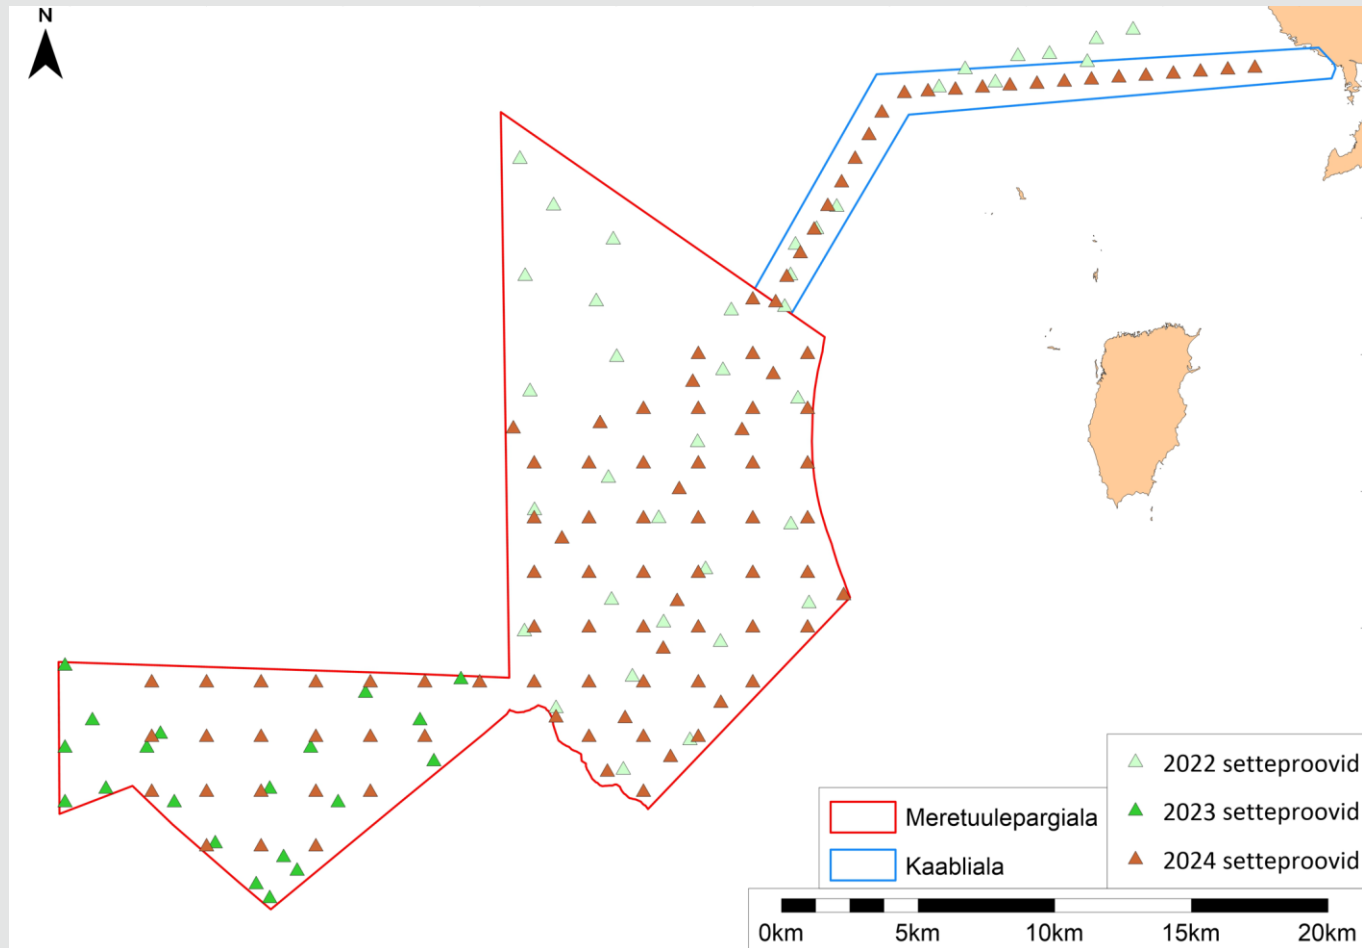 N
2022 setteproovid
2023 setteproovid
2024 setteproovid
Meretuulepargiala
Kaabliala
0km 5km 10km 15km 20km